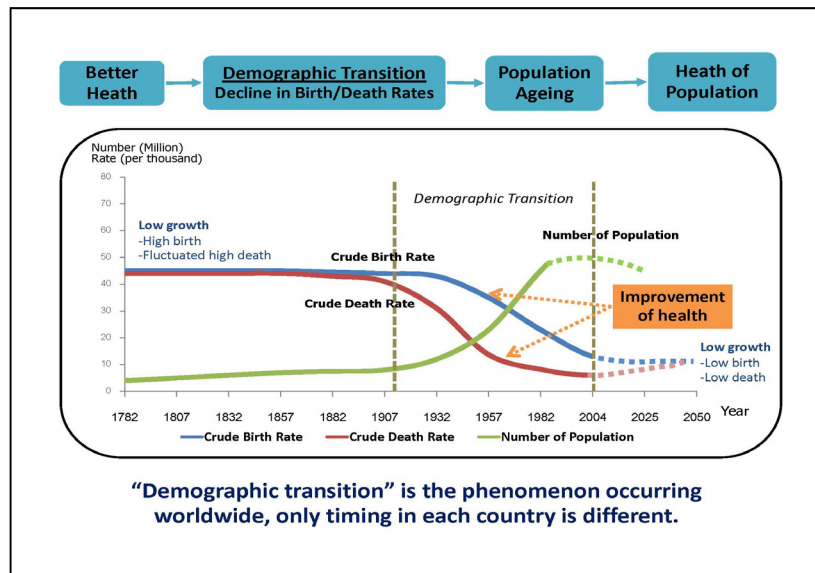 Better
Heath
Demographic Transition
Decline in Birth/Death Rates
Population
Ageing
Heath of
Population
Number (Million)
Rate (per thousand)
80
70
60
50
40
30
20
10
0
Demographic Transition
Low growth
-High birth
-Fluctuated high death
Number of Population
Crude Birth Rate
Crude Death Rate
Improvement
of health
Low growth
-Low birth
-Low death
1782 1807 1832 1857 1882 1907 1932 1957 1982 2004 2025 2050 Year
Crude Birth Rate Crude Death Rate Number of Population
“Demographic transition” is the phenomenon occurring
worldwide, only timing in each country is different.